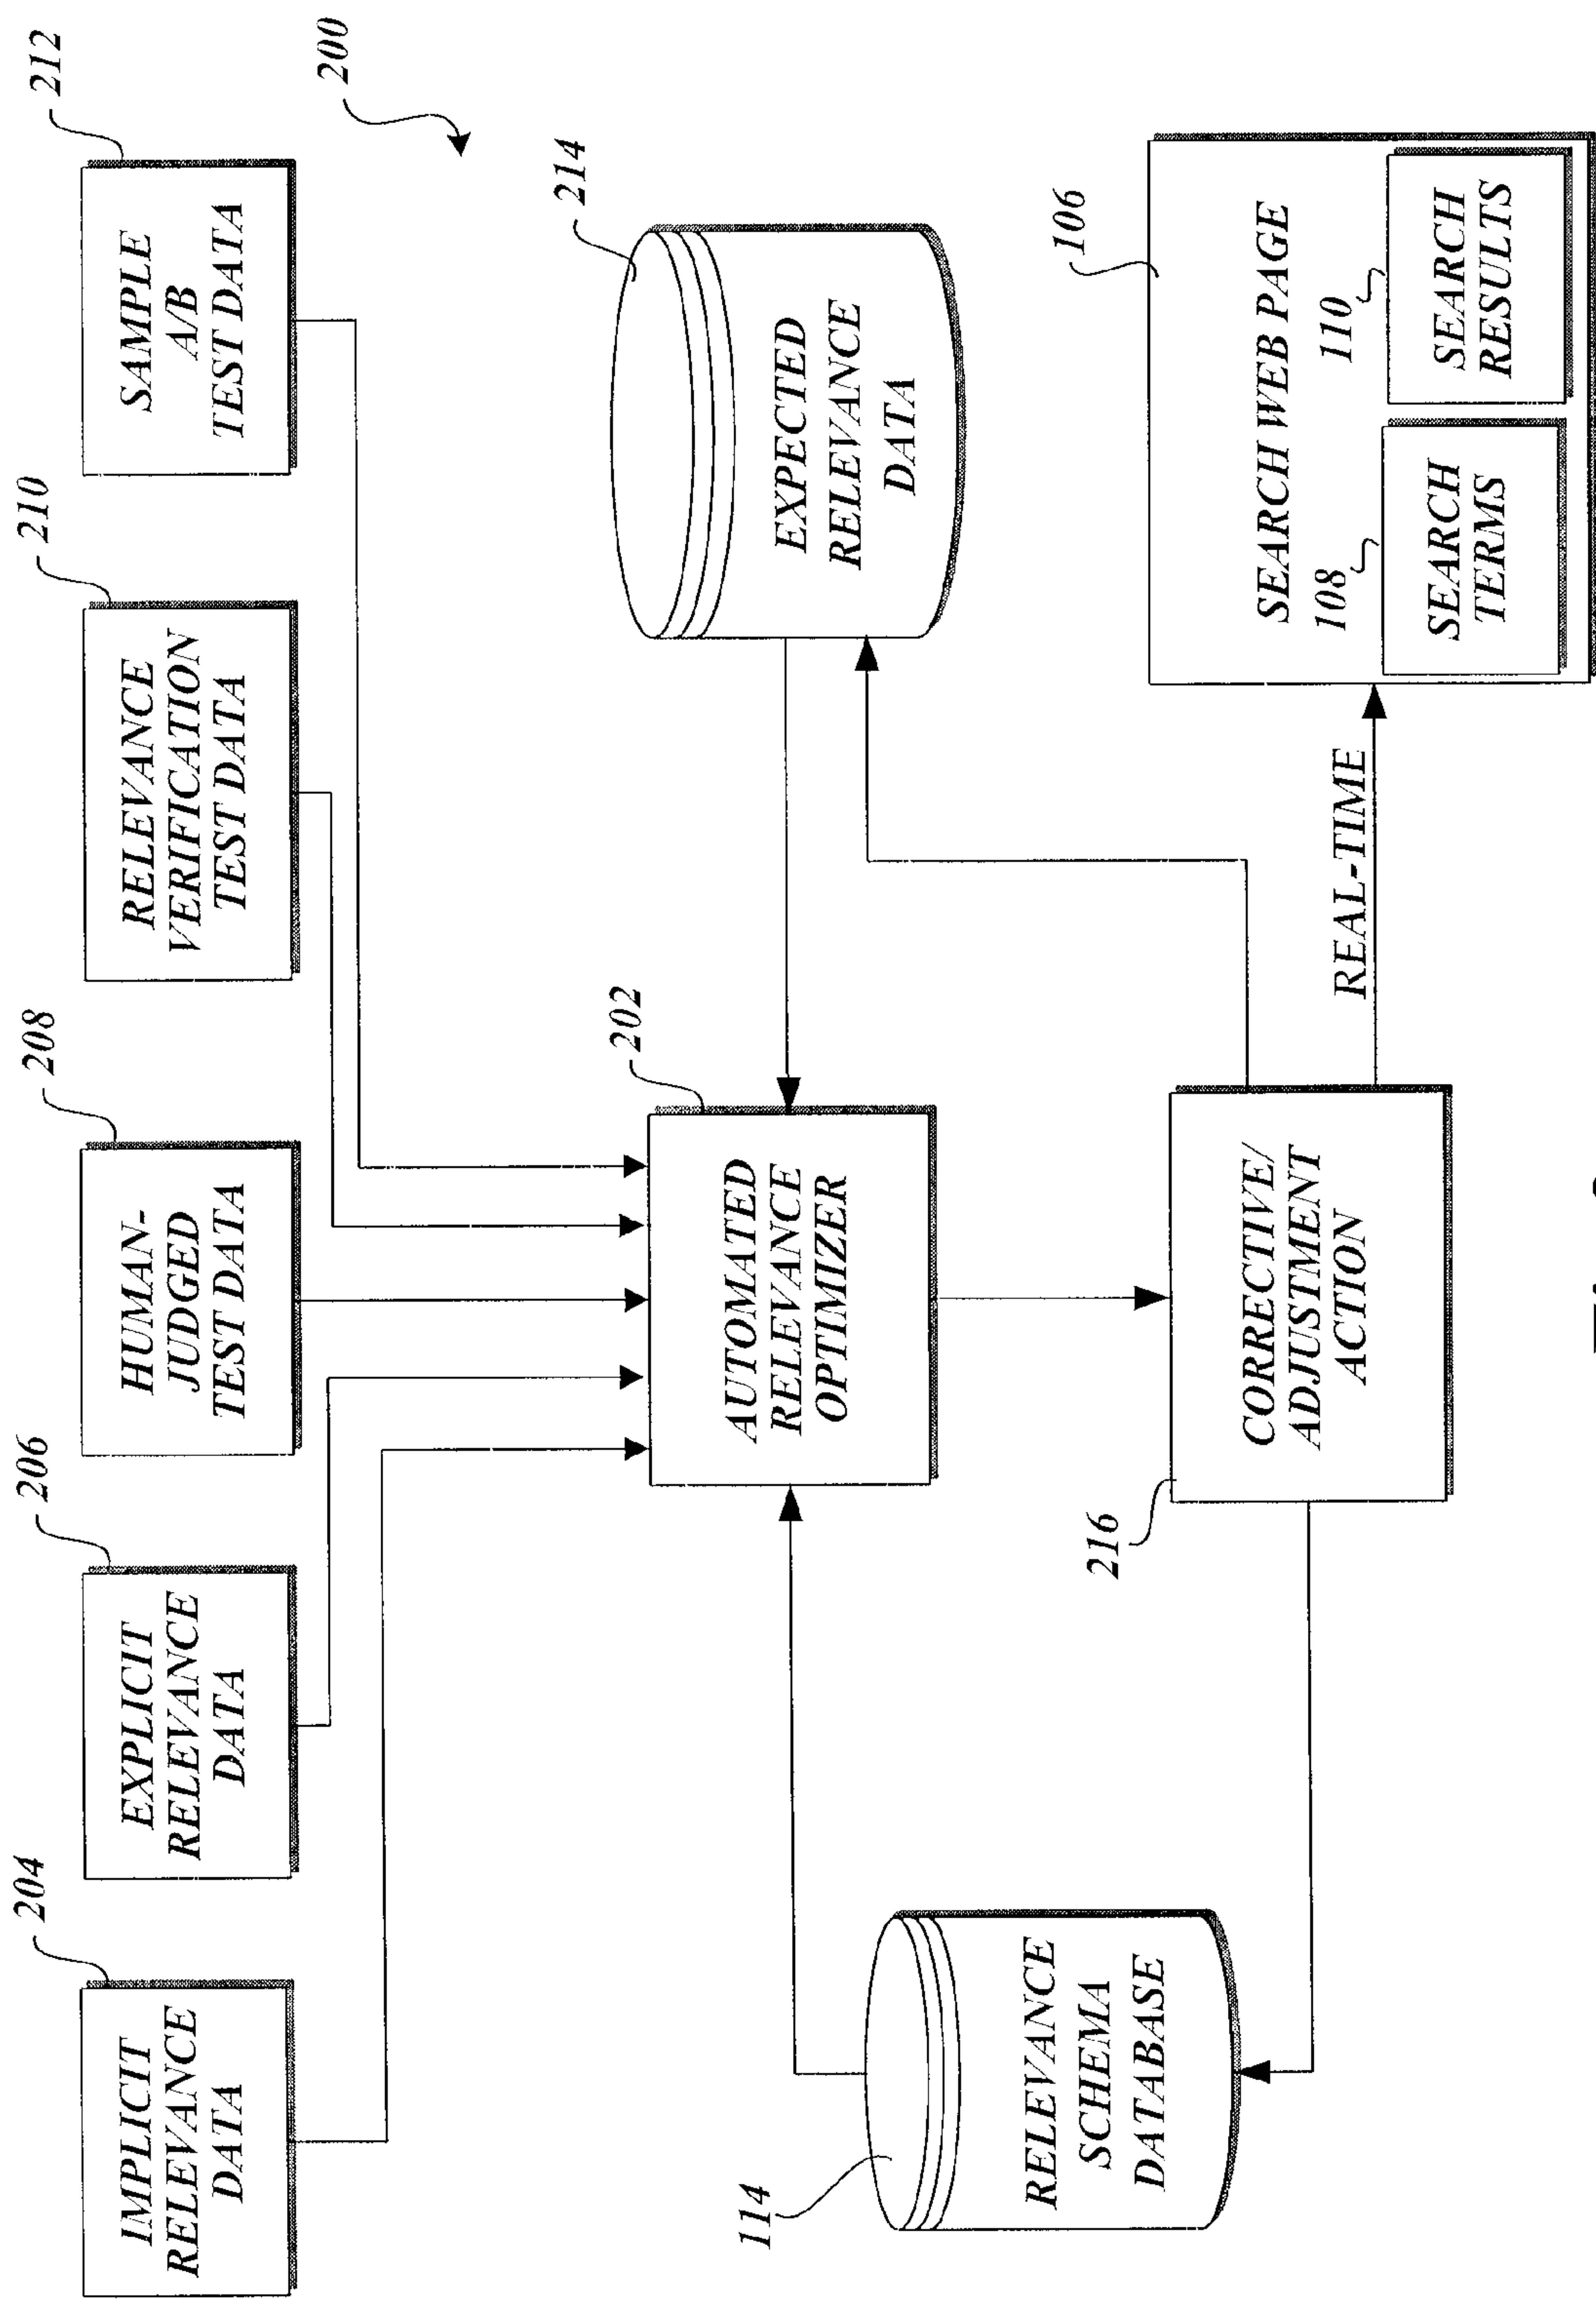 204
IMPLICIT
RELEVANCE
DATA
206
EXPLICIT
RELEVANCE
DATA
208
HUMAN-
JUDGED
TEST DATA
210
RELEVANCE
VERIFICATION
TEST DATA
212
SAMPLE
A/B
TEST DATA
200
202
AUTOMATED
RELEVANCE
OPTIMIZER
214
EXPECTED
RELEVANCE
DATA
114
RELEVANCE
SCHEMA
DATABASE
216
CORRECTIVE/
ADJUSTMENT
ACTION
REAL-TIME
106
SEARCH WEB PAGE
108
SEARCH
TERMS
110
SEARCH
RESULTS